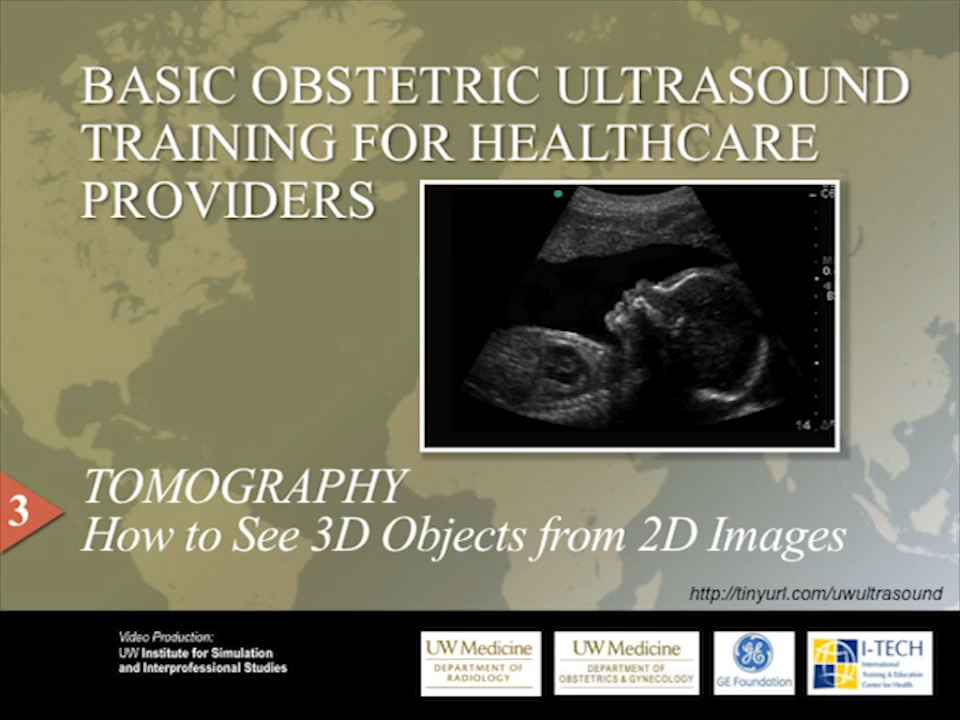 BASIC OBSTETRIC ULTRASOUND
TRAINING FOR HEALTHCARE
PROVIDERS
3
TOMOGRAPHY
How to See 3D Objects from 2D Images
http://tinyurl.com/uwultrasound
Video Production:
UW Institute for Simulation
and Interprofessional Studies
UW Medicine
DEPARTMENT OF
RADIOLOGY
UW Medicine
DEPARTMENT OF
OBSTETRICS & GYNECOLOGY
GE Foundation
I-TECH
International
Training & Education
Center for Health